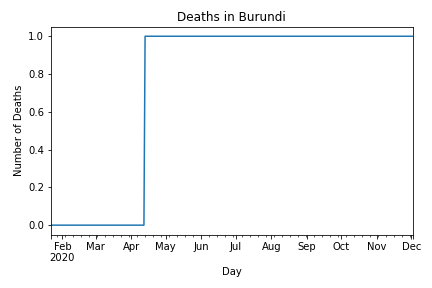 Deaths in Burundi
Number of Deaths
1.0
0.8
0.6
0.4
0.2
0.0
Feb Mar Apr May Jun Jul Aug Sep Oct Nov Dec
2020
Day